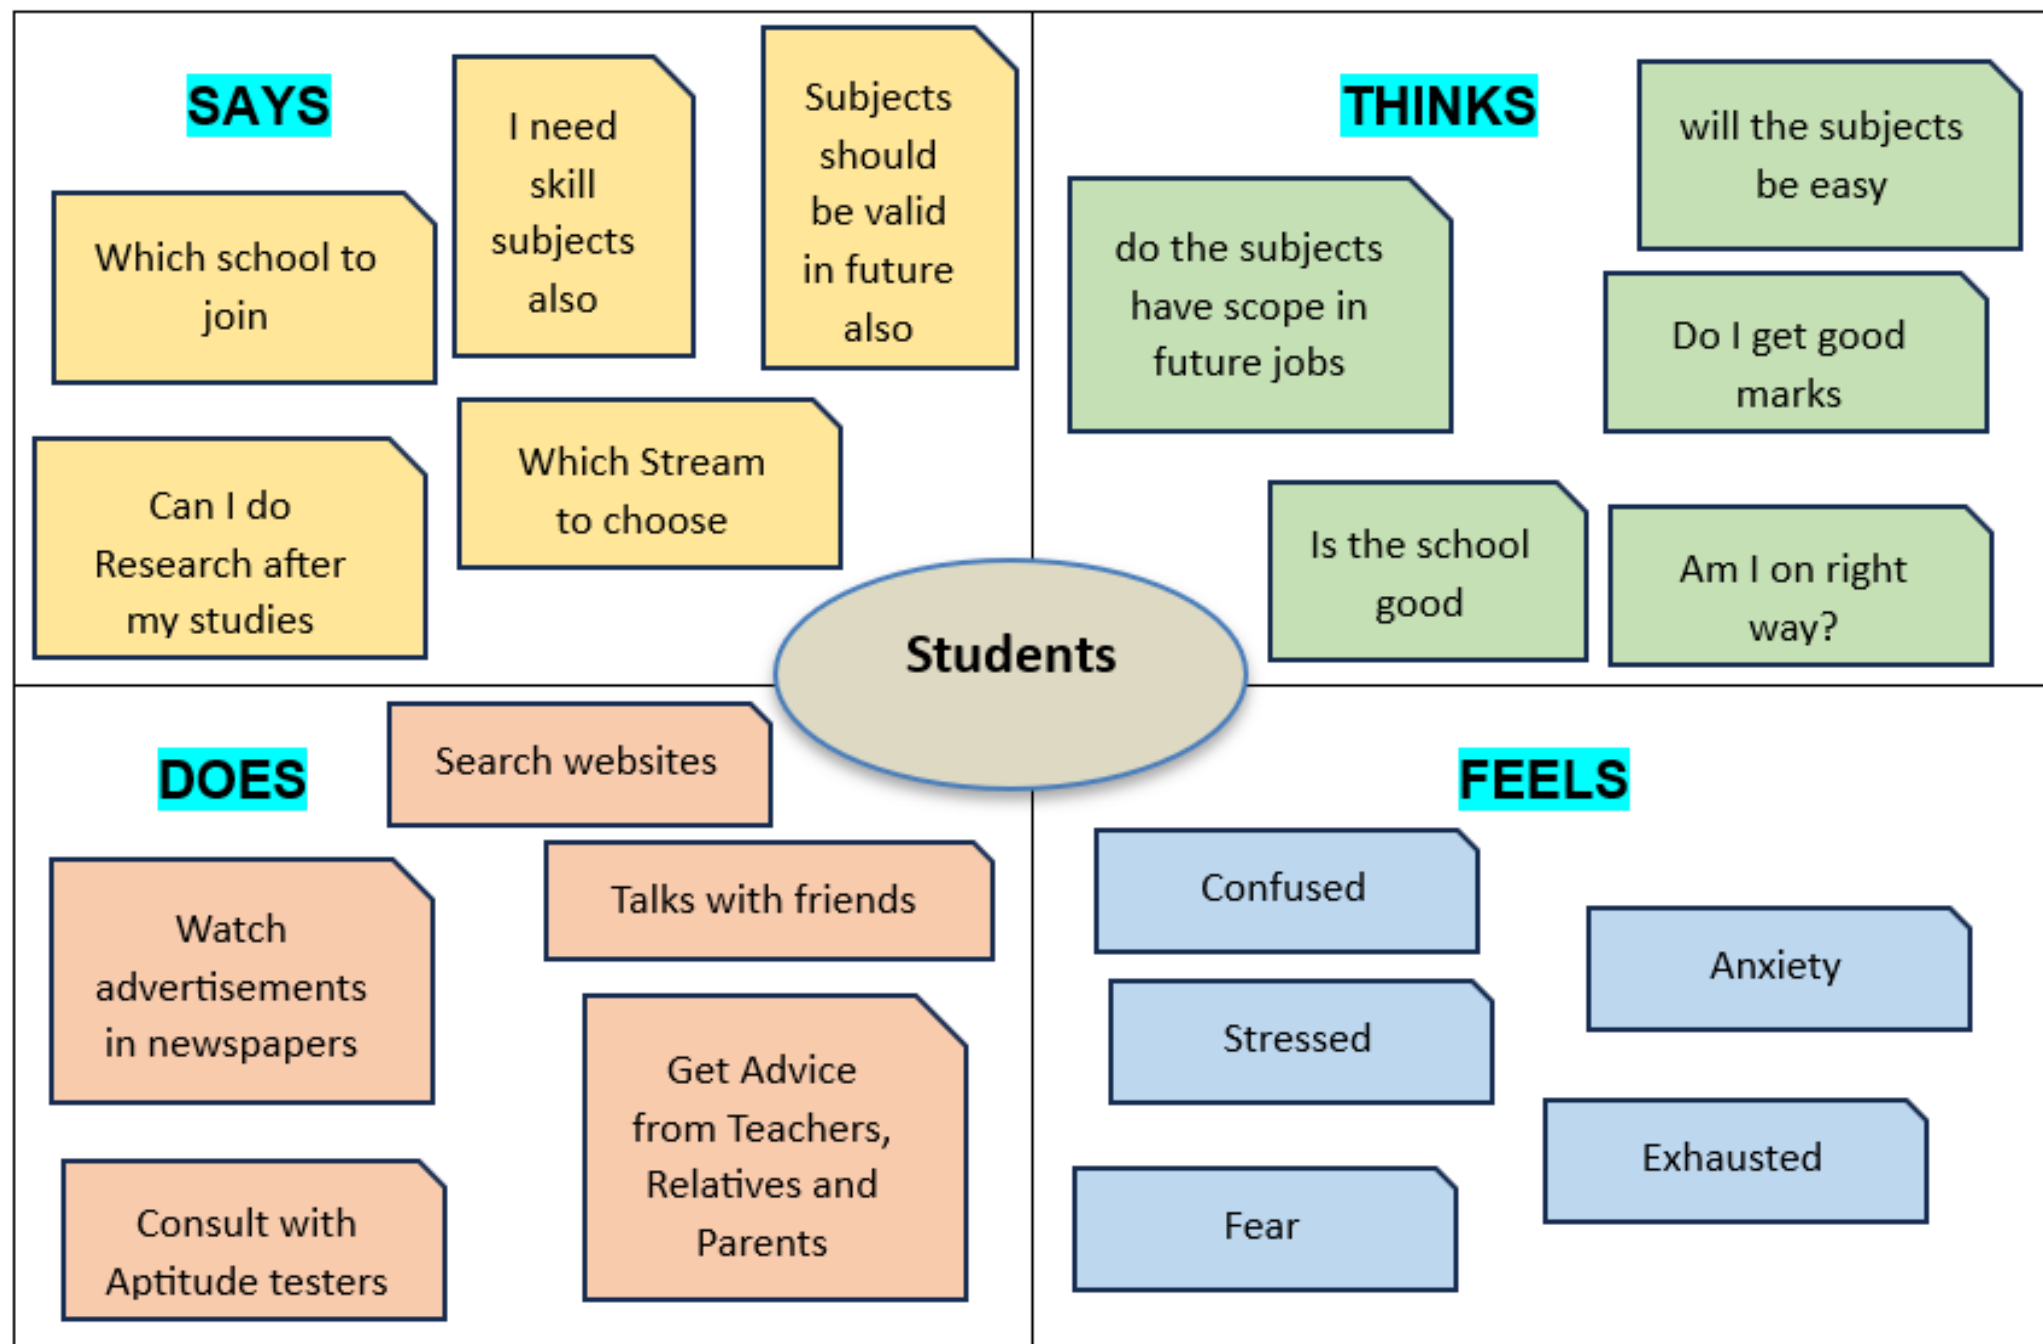 SAYS
Which school to
join
I need
skill
subjects
also
Subjects
should
be valid
in future
also
Can I do
Research after
my studies
Which Stream
to choose
THINKS
do the subjects
have scope in
future jobs
will the subjects
be easy
Do I get good
marks
Is the school
good
Am I on right
way?
Students
DOES
Search websites
Talks with friends
Watch
advertisements
in newspapers
Get Advice
from Teachers,
Relatives and
Parents
Consult with
Aptitude testers
FEELS
Confused
Anxiety
Stressed
Exhausted
Fear